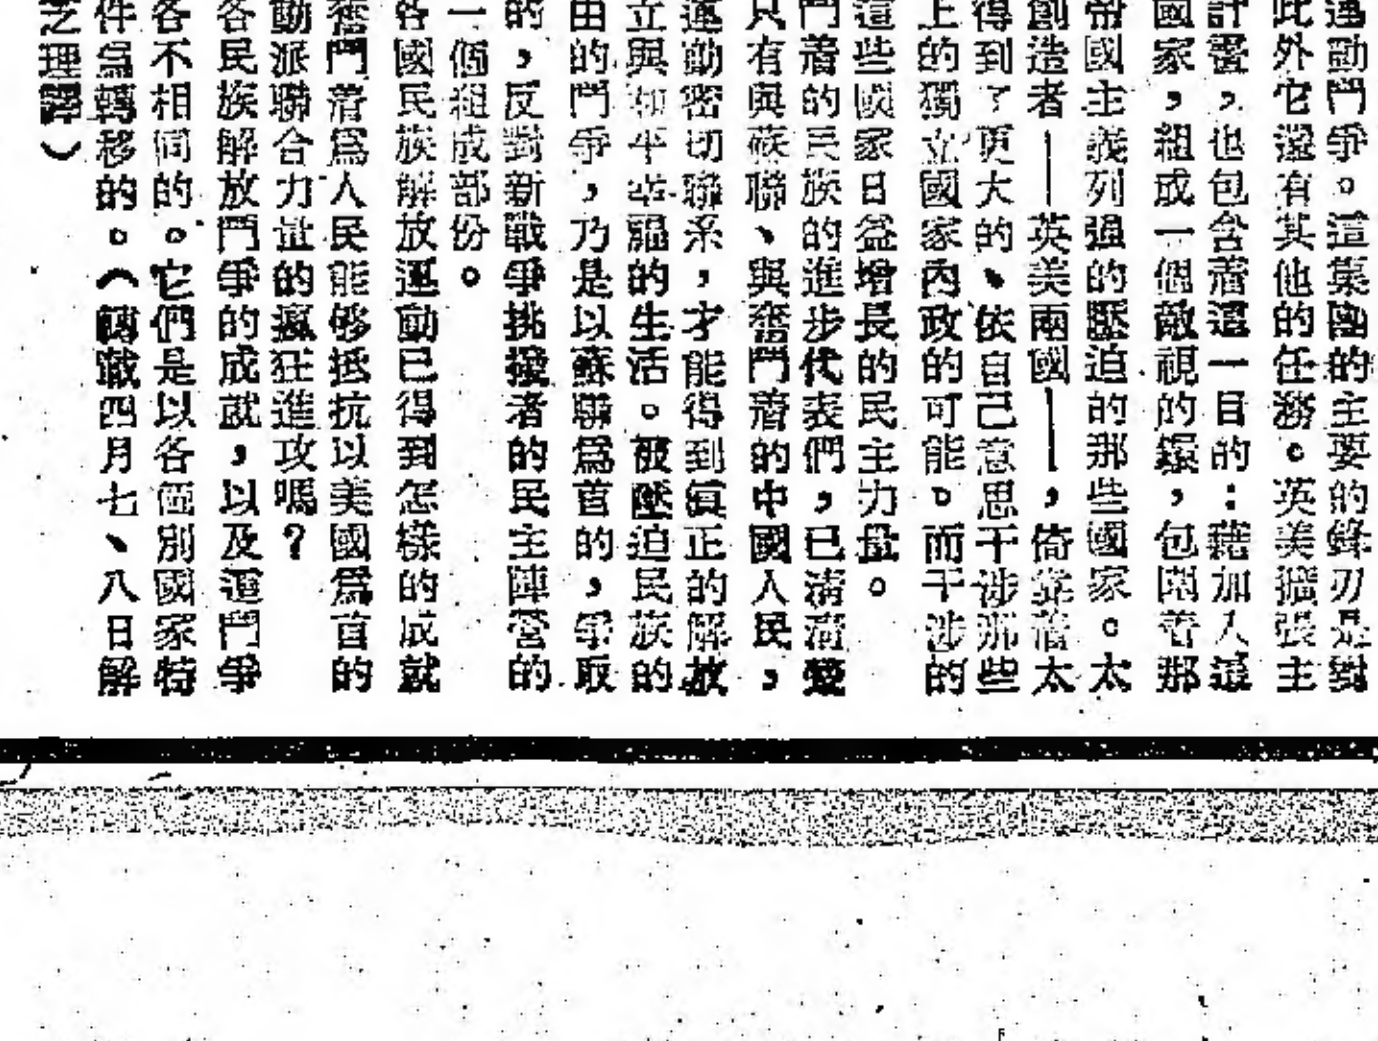 運動鬥爭。這集團的主要的鋒刃是對
此外它還有其他的任務。英美擴張主
計畫,也包含着這一目的:藉加入這
國家,組成一個敵視的環,包圍着那
帝國主義列强的壓迫的那些國家。太
創造者——英美兩國——,倚靠着太
得到了更大的、依自己意思干涉那些
上的獨立國家內政的可能。而干涉的
這些國家日益增長的民主力量。
鬥着的民族的進步代表們,已清清楚
只有與蘇聯、與奮鬥着的中國人民,
運動密切聯系,才能得到眞正的解放
立與和平幸福的生活。被壓迫民族的
由的鬥爭,乃是以蘇聯爲首的,爭取
的,反對新戰爭挑撥者的民主陣營的
一個組成部份。
各國民族解放運動已得到怎樣的成就
奮鬥着爲人民能够抵抗以美國爲首的
動派聯合力量的瘋狂進攻嗎?
各民族解放鬥爭的成就,以及這鬥爭
各不相同的。它們是以各個別國家特
件爲轉移的。(轉載四月七、八日解
之理譯)